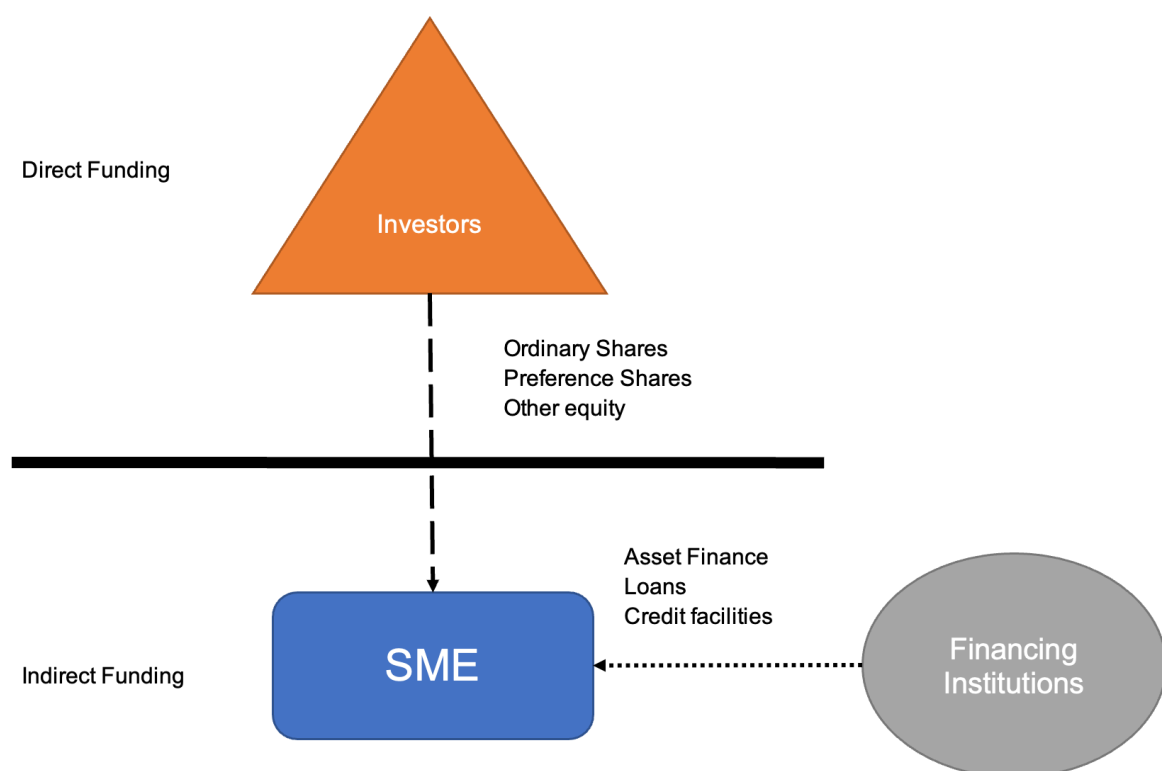 Direct Funding
Investors
Ordinary Shares
Preference Shares
Other equity
Asset Finance
Loans
Credit facilities
Indirect Funding
SME
Financing
Institutions